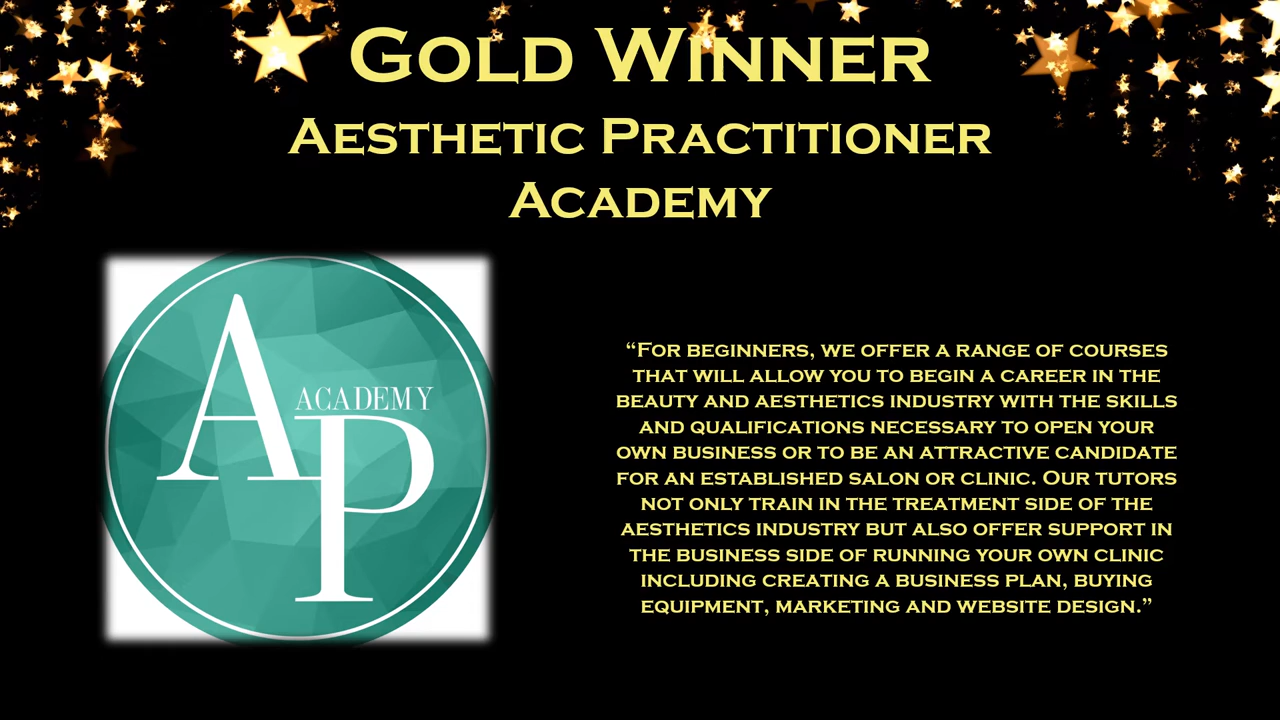 Gold Winner
Aesthetic Practitioner
Academy
ACADEMY
AP
“For beginners, we offer a range of courses
that will allow you to begin a career in the
beauty and aesthetics industry with the skills
and qualifications necessary to open your
own business or to be an attractive candidate
for an established salon or clinic. Our tutors
not only train in the treatment side of the
aesthetics industry but also offer support in
the business side of running your own clinic
including creating a business plan, buying
equipment, marketing and website design.”